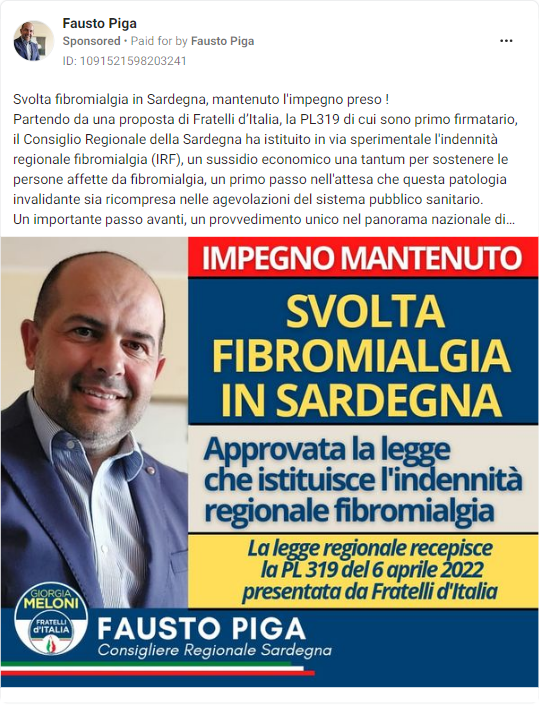 Fausto Piga
Sponsored • Paid for by Fausto Piga
ID: 1091521598203241
Svolta fibromialgia in Sardegna, mantenuto l'impegno preso !
Partendo da una proposta di Fratelli d’Italia, la PL319 di cui sono primo firmatario,
il Consiglio Regionale della Sardegna ha istituito in via sperimentale l'indennità
regionale fibromialgia (IRF), un sussidio economico una tantum per sostenere le
persone affette da fibromialgia, un primo passo nell'attesa che questa patologia
invalidante sia ricompresa nelle agevolazioni del sistema pubblico sanitario.
Un importante passo avanti, un provvedimento unico nel panorama nazionale di...
IMPEGNO MANTENUTO
SVOLTA
FIBROMIALGIA
IN SARDEGNA
Approvata la legge
che istituisce l'indennità
regionale fibromialgia
La legge regionale recepisce
la PL 319 del 6 aprile 2022
presentata da Fratelli d'Italia
GIORGIA
MELONI
FRATELLI
d'ITALIA
FAUSTO PIGA
Consigliere Regionale Sardegna